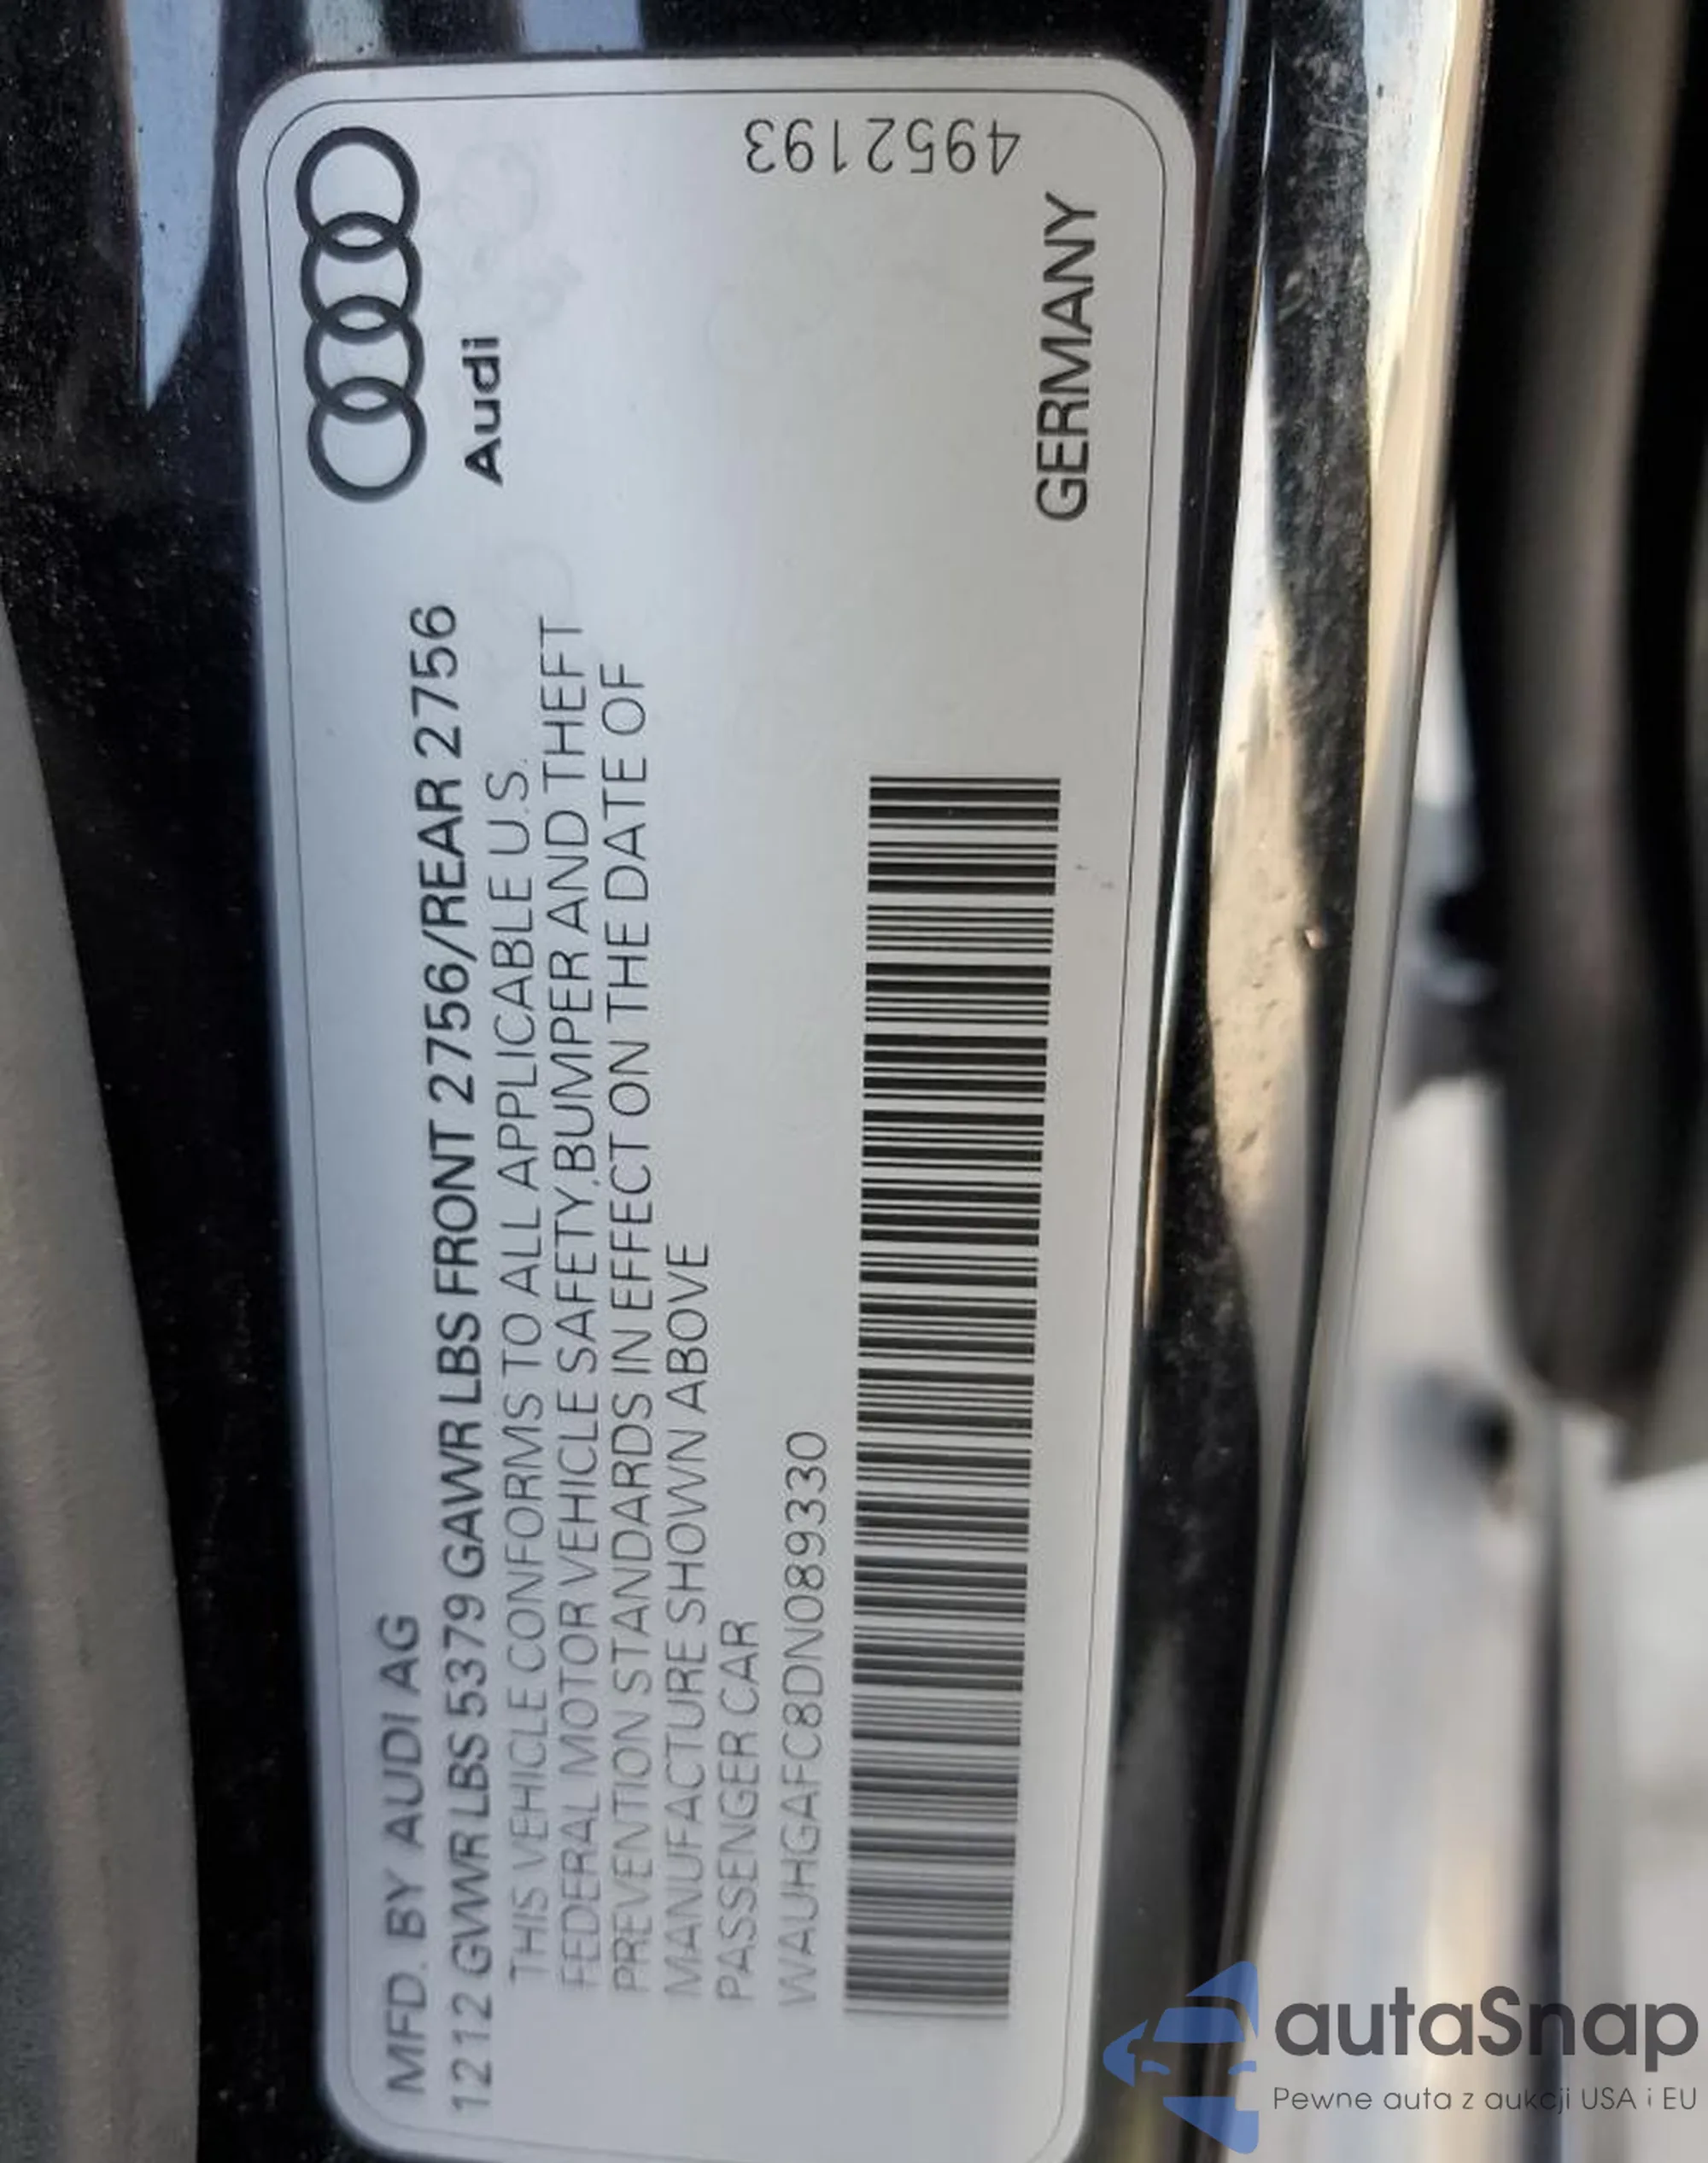 MFD. BY AUDI AG
1212 GWWR LBS 5379 GAWR LBS FRONT 2756/REAR 2756
THIS VEHICLE CONFORMS TO ALL APPLICABLE U.S.
FEDERAL MOTOR VEHICLE SAFETY,BUMPER AND THEFT
PREVENTION STANDARDS IN EFFECT ON THE DATE OF
MANUFACTURE SHOWN ABOVE
PASSENGER CAR
WAUHGAFC8DN089330
Audi
GERMANY
4952193
autaSnap
Pewne auta z aukcji USA i EU